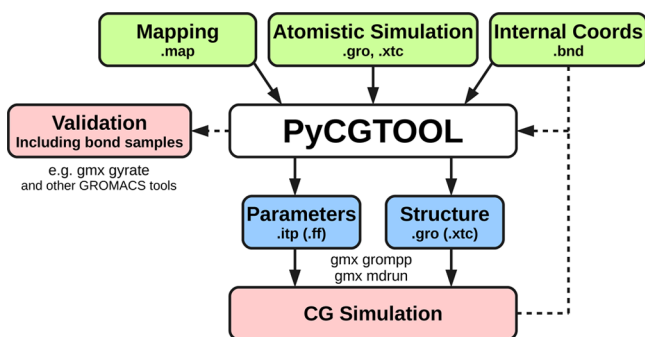 Mapping
.map
Atomistic Simulation
.gro, .xtc
Internal Coords
.bnd
Validation
Including bond samples
PyCGTOOL
e.g. gmx gyrate
and other GROMACS tools
Parameters
.itp (.ff)
Structure
.gro (.xtc)
gmx grompp
gmx mdrun
CG Simulation